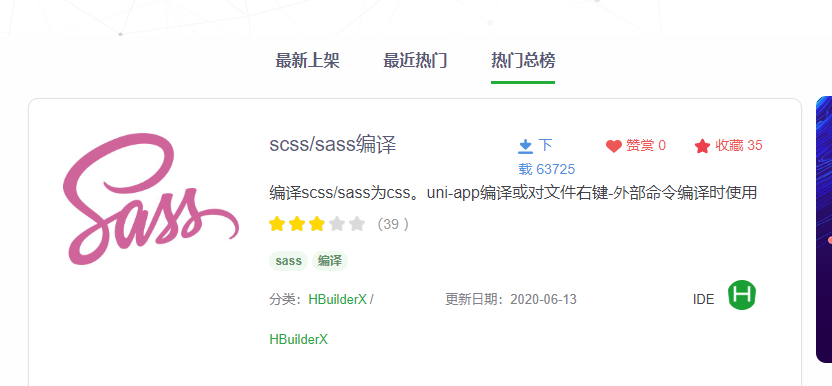 最新上架 最近热门 热门总榜
Sass
scss/sass编译
下
载 63725
赞赏 0
收藏 35
编译scss/sass为css。uni-app编译或对文件右键-外部命令编译时使用
（39 ）
sass 编译
分类：HBuilderX /
HBuilderX
更新日期：2020-06-13
IDE H